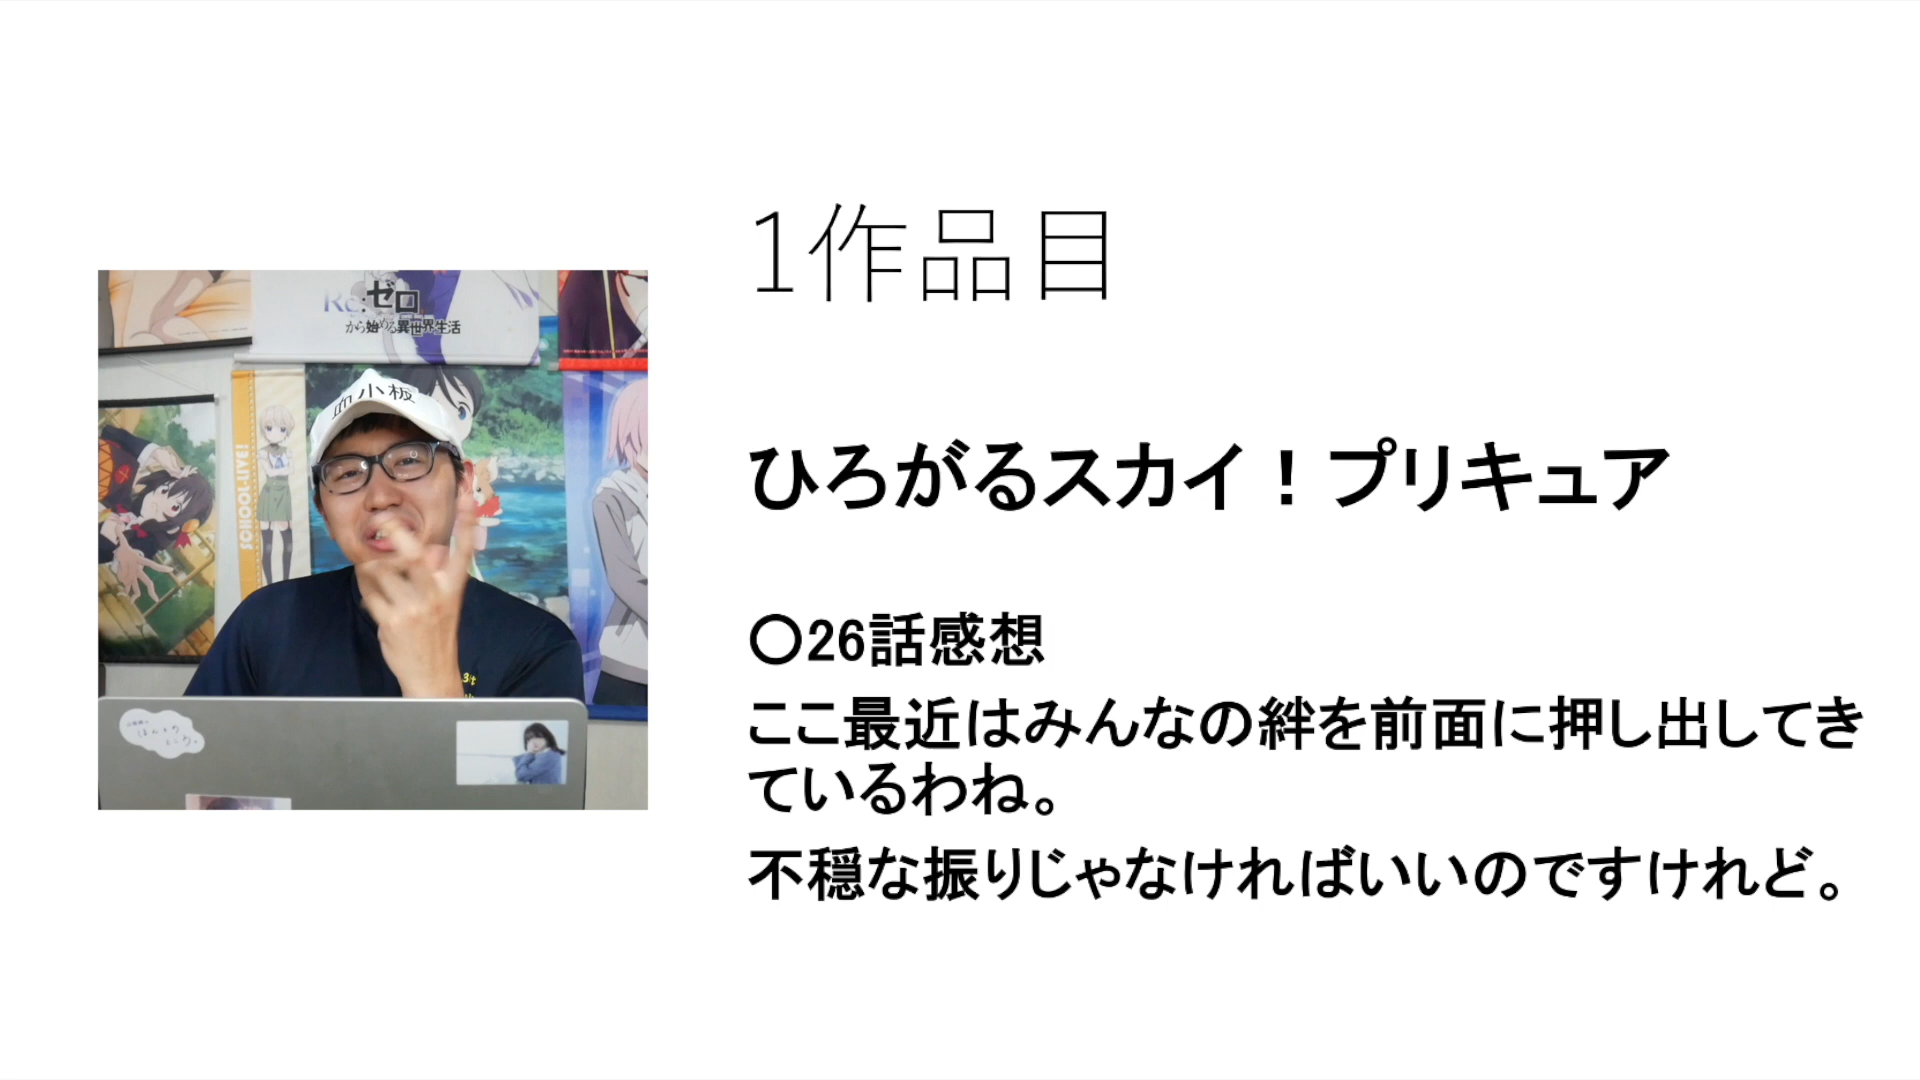 1作品目
ひろがるスカイ！プリキュア
〇26話感想
ここ最近はみんなの絆を前面に押し出してき
ているわね。
不穏な振りじゃなければいいのですけれど。
Re:ゼロ
から始める異世界生活
小板
SCHOOL-LIVE!